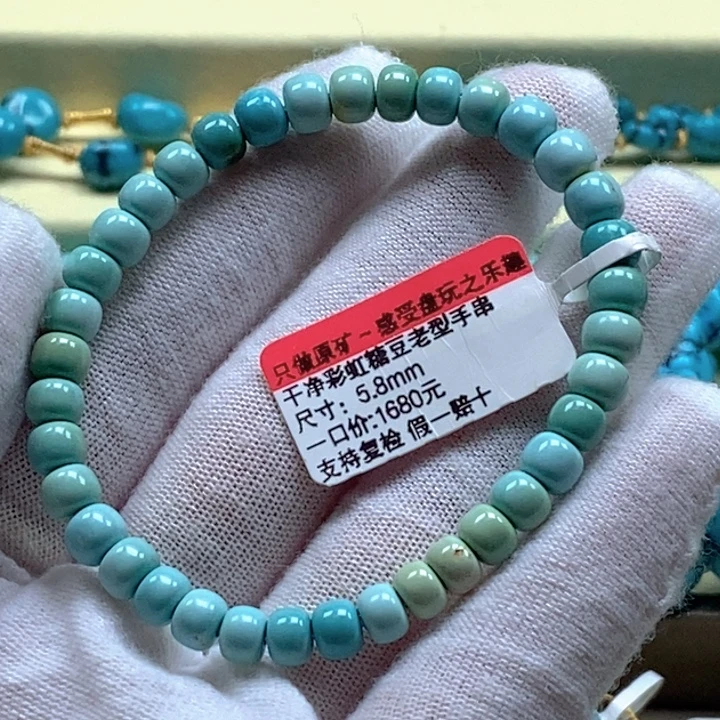 只做原矿~感受盘玩之乐趣
干净彩虹糖豆老型手串
尺寸：5.8mm
一口价:1680元
支持复检 假一赔十